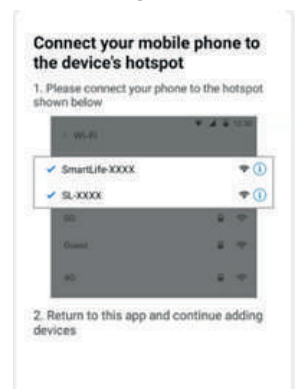 Connect your mobile phone to
the device's hotspot
1. Please connect your phone to the hotspot
shown below
Wi-Fi
SmartLife-XXXX
SL-XXXX
Guest
2. Return to this app and continue adding
devices